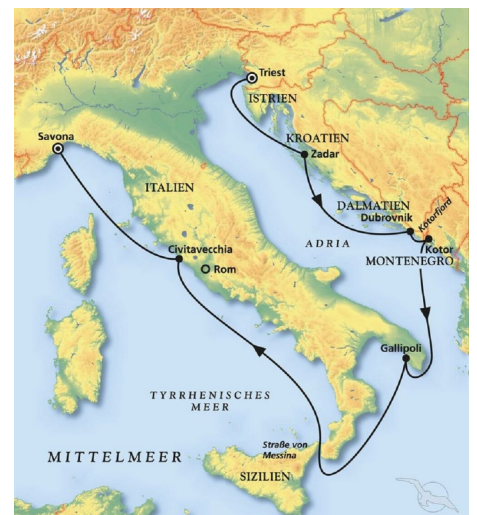 Triest
ISTRIEN
Savona
KROATIEN
Zadar
ITALIEN
DALMATIEN
Dubrovnik
Kotorfjord
ADRIA
Kotor
Civitavecchia
MONTENEGRO
Rom
Gallipoli
TYRRHENISCHES
MEER
Straße von
Messina
MITTELMEER
SIZILIEN